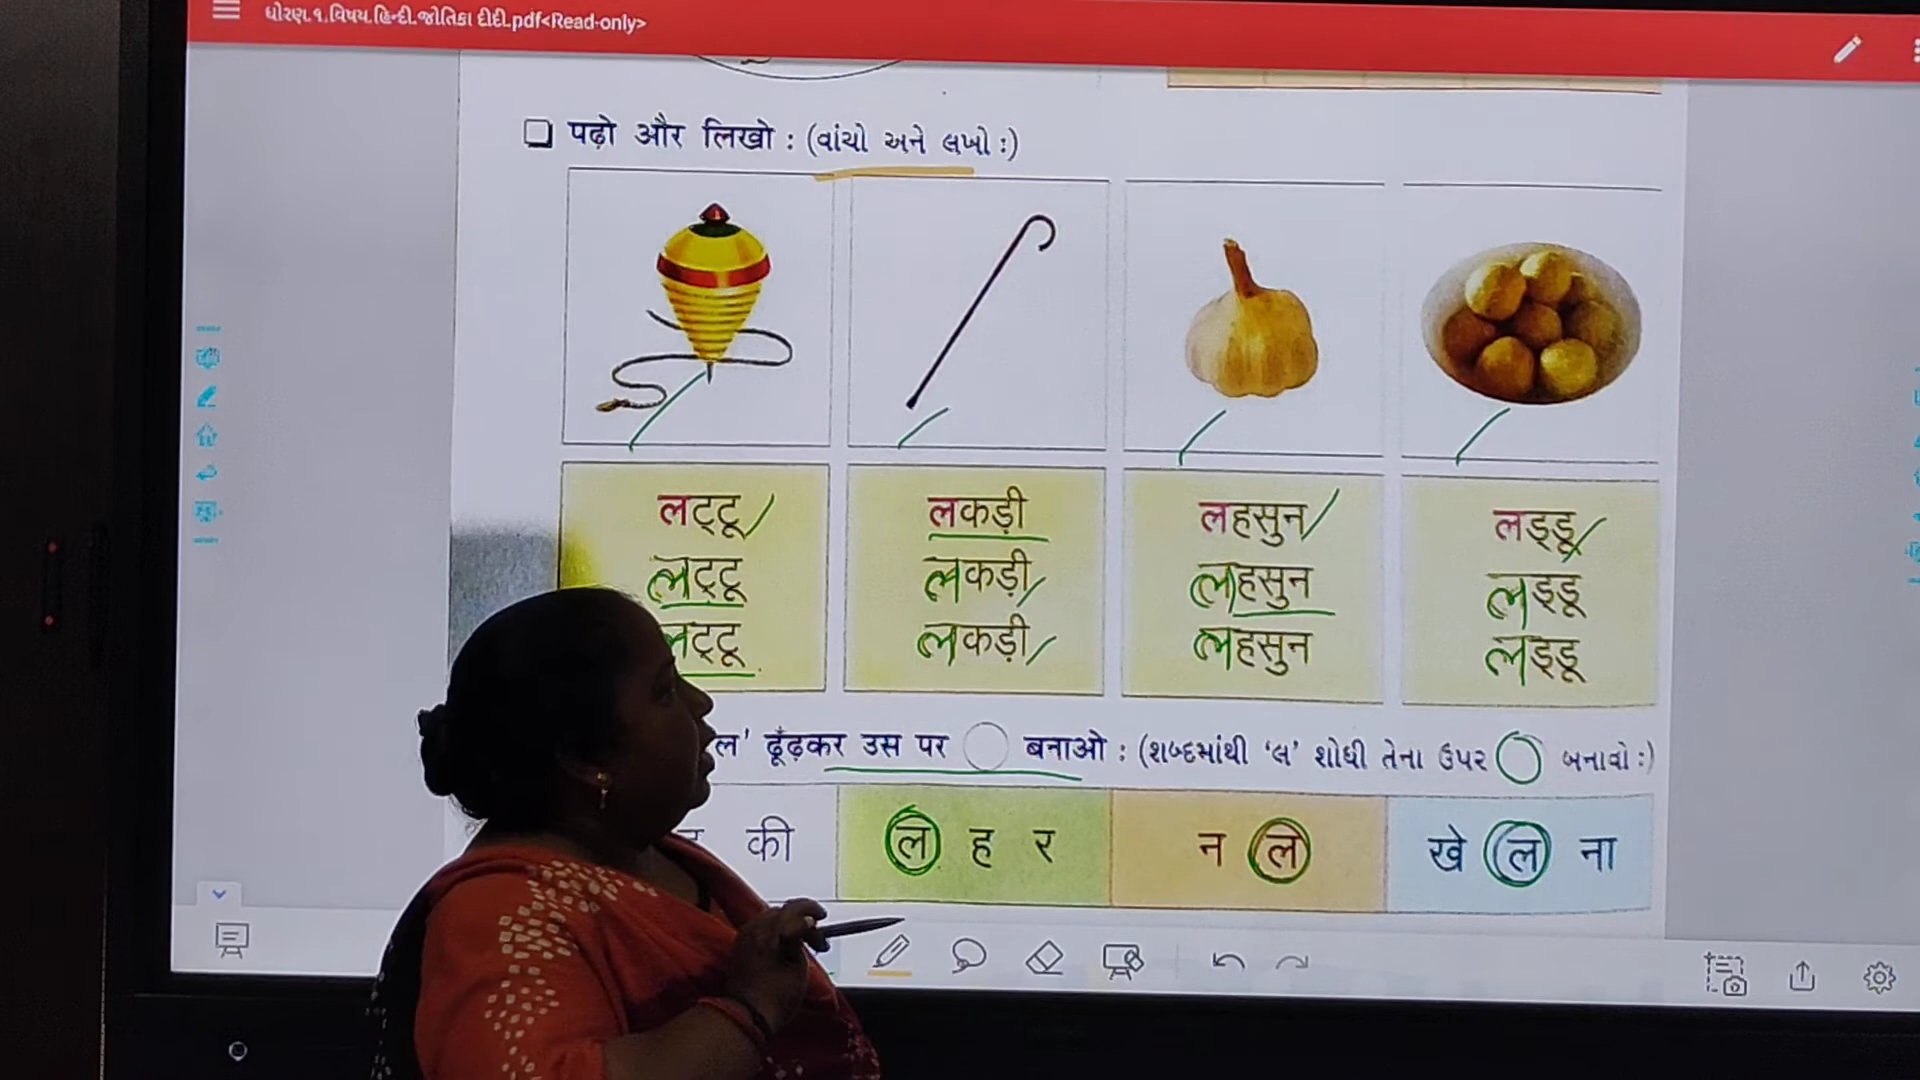 ધોરણ.૧.વિષય.હિન્દી.જોતિકા દીદી.pdf<Read-only>
पढ़ो और लिखो : (વાંચો અને લખો :)
लट्टू लकड़ी लहसुन लड्डू
लट्टू लकड़ी लहसुन लड्डू
लट्टू लकड़ी लहसुन लड्डू
ल' ढूँढ़कर उस पर बनाओ : (શબ્દમાંથી 'લ' શોધી તેના ઉપર બનાવો :)
की ल ह र न ल खे ल ना